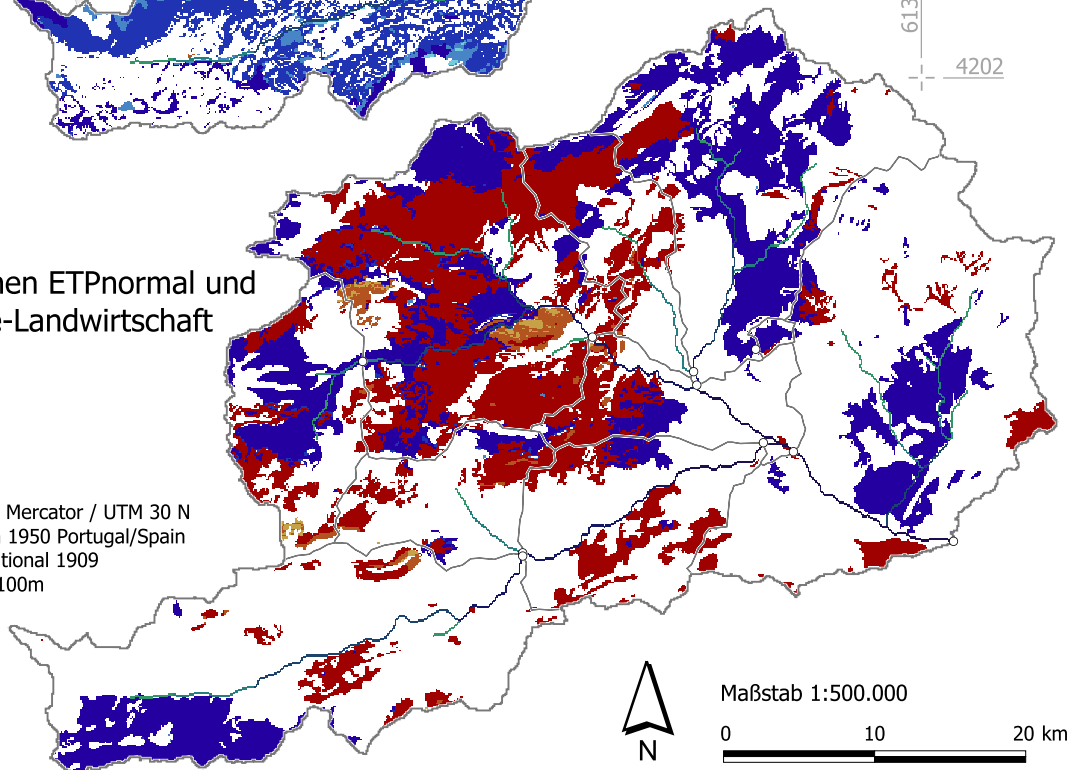 613
4202
en ETPnormal und
-Landwirtschaft
Mercator / UTM 30 N
1950 Portugal/Spain
tional 1909
100m
N
Maßstab 1:500.000
0 10 20 km